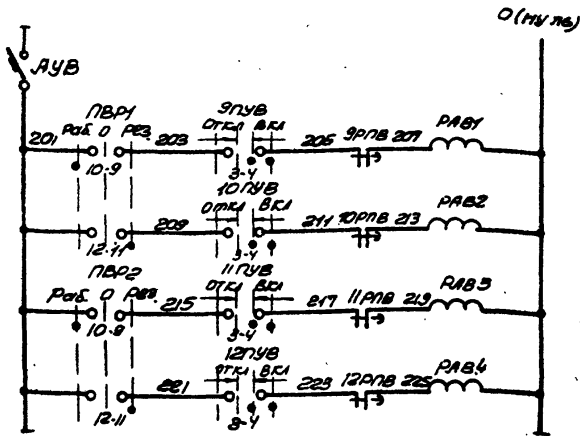 0 (нуль)
АУВ
ПВР1
9ПУВ
201 Раб. 0 Рез. 203 ОТКЛ ВКЛ 205 9РПВ 207 РАВ1
10-9 3-4
10ПУВ
209 ОТКЛ ВКЛ 211 10РПВ 213 РАВ2
12-11 3-4
ПВР2 11ПУВ
Раб. 0 Рез. 215 ОТКЛ ВКЛ 217 11РПВ 219 РАВ3
10-9 3-4
12ПУВ
221 ОТКЛ ВКЛ 223 12РПВ 225 РАВ4
12-11 3-4